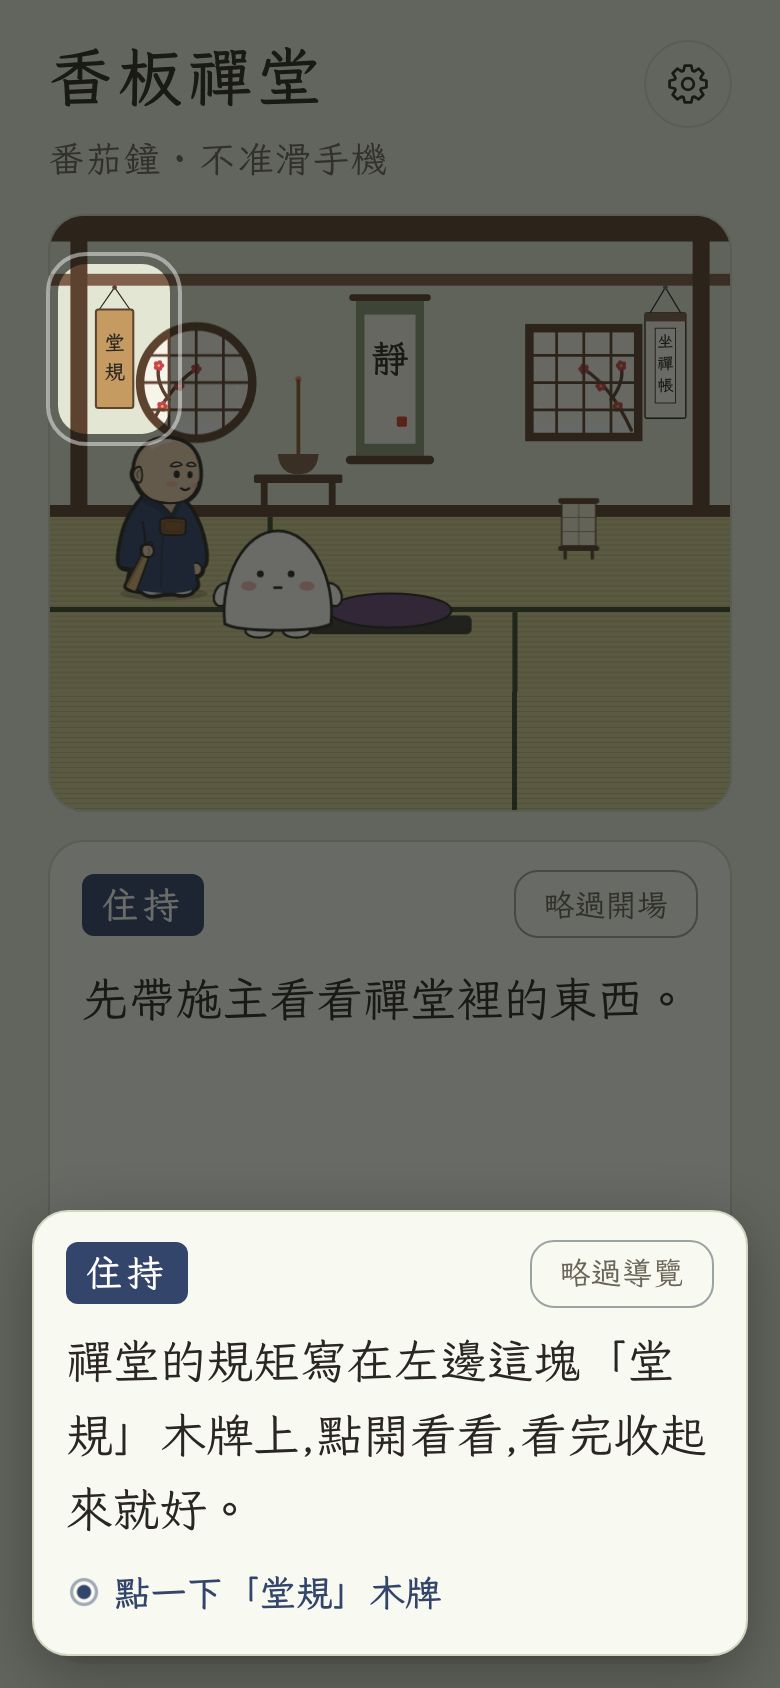 香板禪堂
番茄鐘・不准滑手機
堂規
靜
坐禪帳
住持
略過開場
先帶施主看看禪堂裡的東西。
住持
略過導覽
禪堂的規矩寫在左邊這塊「堂
規」木牌上,點開看看,看完收起
來就好。
點一下「堂規」木牌